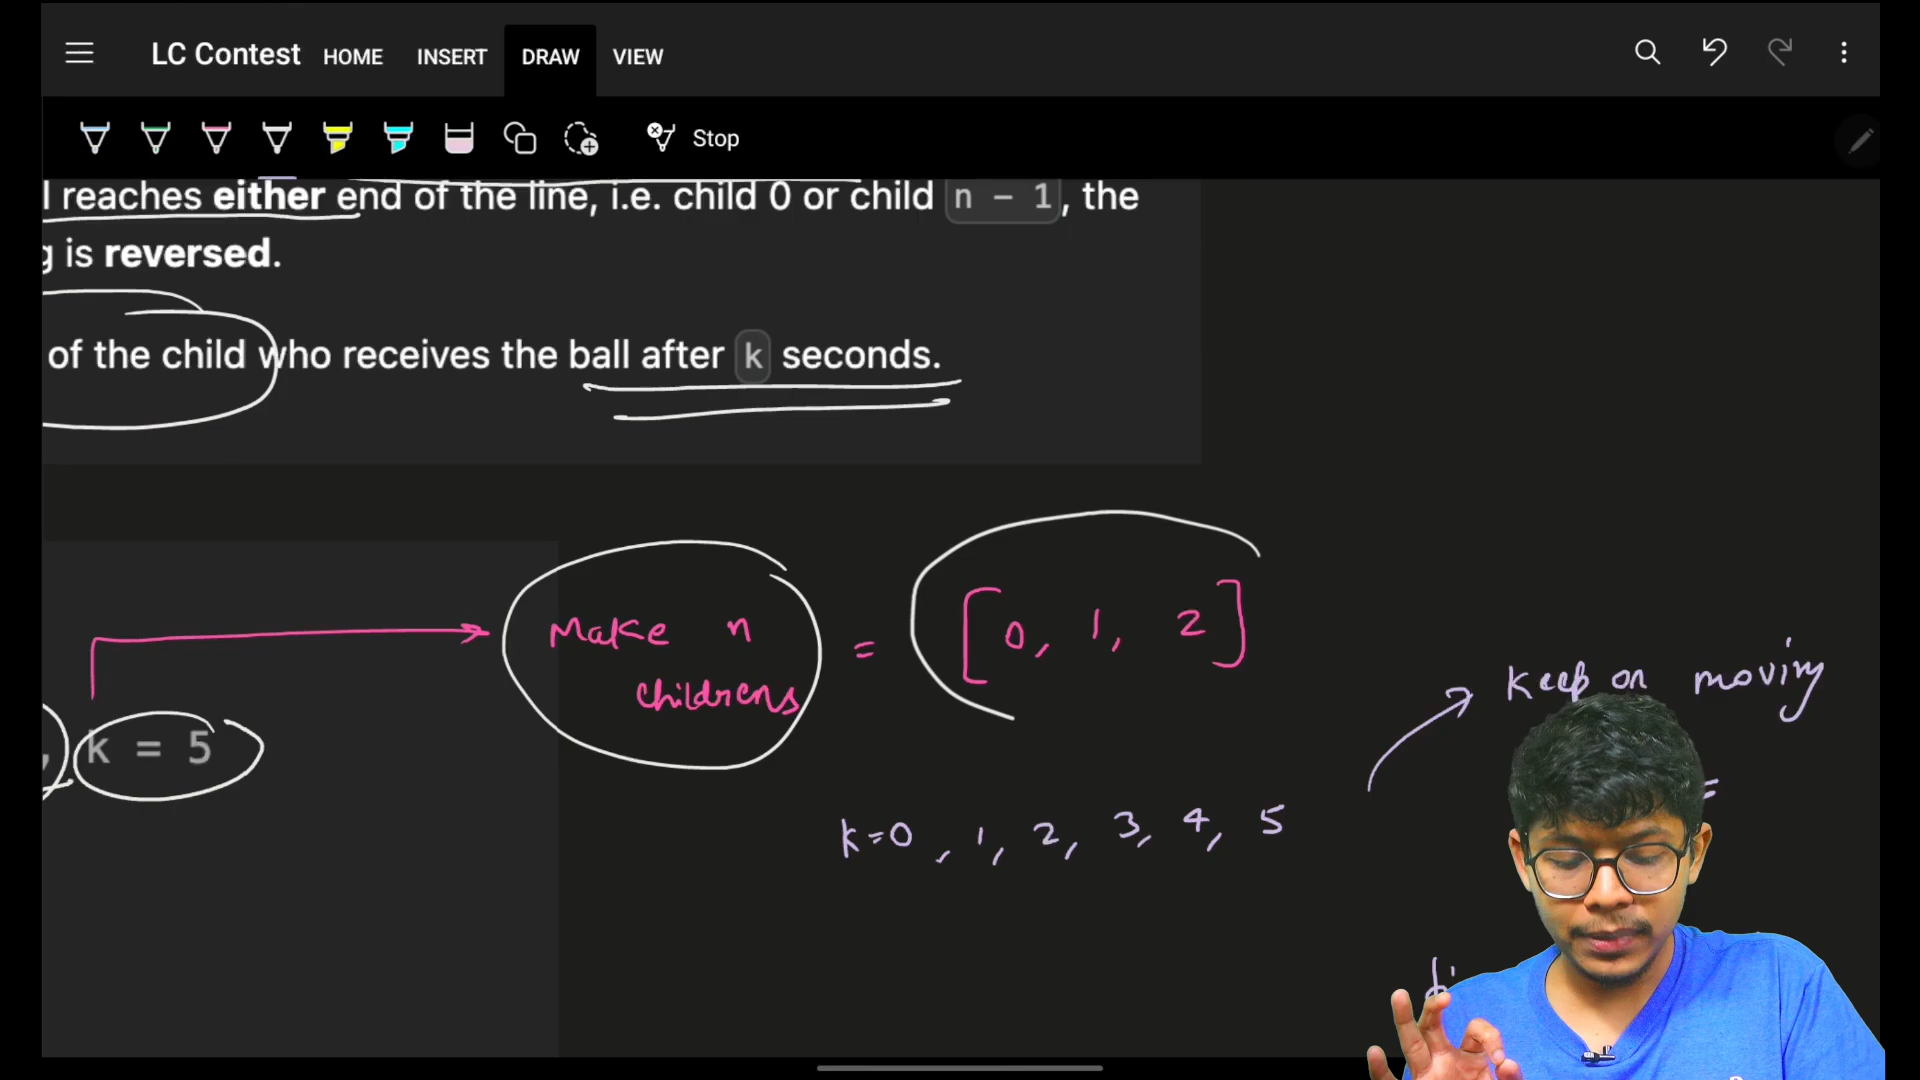 LC Contest HOME INSERT DRAW VIEW
Stop
l reaches either end of the line, i.e. child 0 or child n - 1, the
g is reversed.
of the child who receives the ball after k seconds.
Make n = [0, 1, 2]
childrens
Keep on moving
, k = 5
k=0, 1, 2, 3, 4, 5